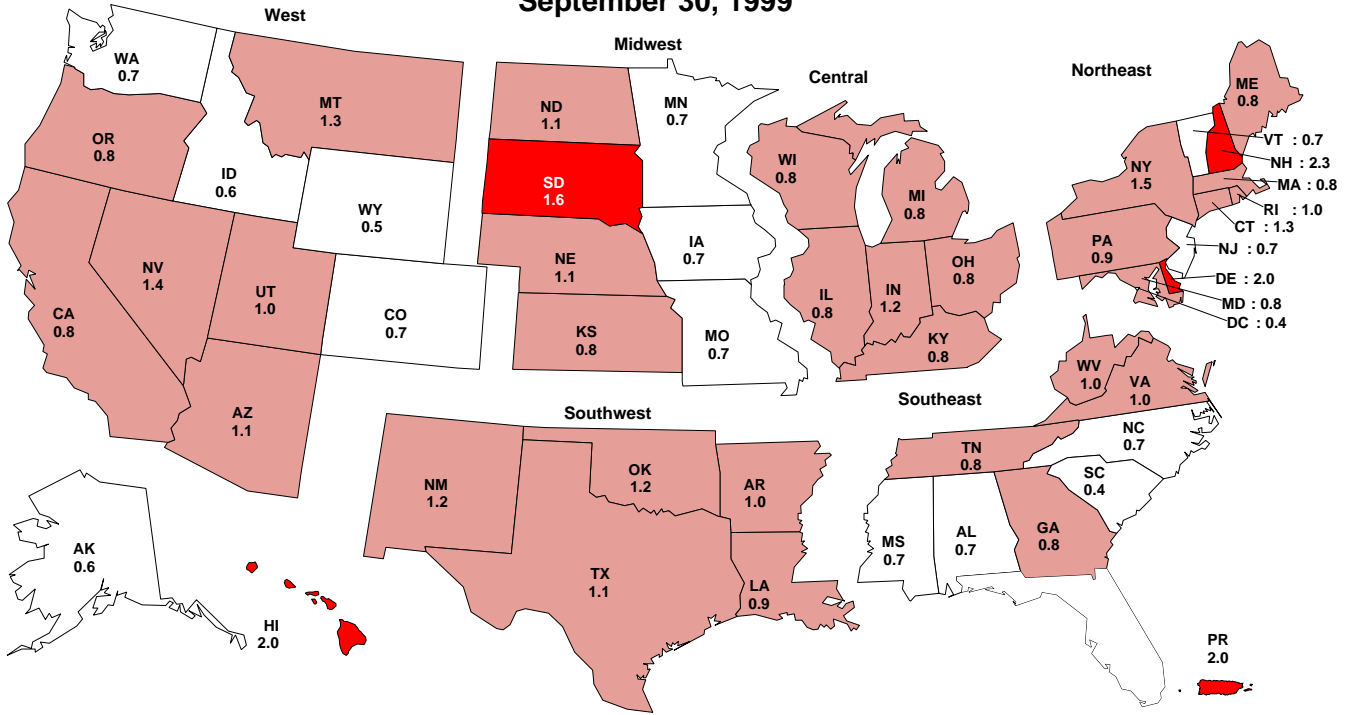 September 30, 1999
West
Midwest
Central
Northeast
WA
0.7
MT
1.3
OR
0.8
ID
0.6
WY
0.5
NV
1.4
UT
1.0
CA
0.8
CO
0.7
AZ
1.1
AK
0.6
HI
2.0
ND
1.1
MN
0.7
SD
1.6
IA
0.7
NE
1.1
KS
0.8
MO
0.7
WI
0.8
MI
0.8
IL
0.8
IN
1.2
OH
0.8
KY
0.8
ME
0.8
VT : 0.7
NH : 2.3
NY
1.5
MA : 0.8
RI : 1.0
CT : 1.3
PA
0.9
NJ : 0.7
DE : 2.0
MD : 0.8
DC : 0.4
Southwest
NM
1.2
OK
1.2
AR
1.0
TX
1.1
LA
0.9
Southeast
WV
1.0
VA
1.0
NC
0.7
TN
0.8
SC
0.4
MS
0.7
AL
0.7
GA
0.8
PR
2.0